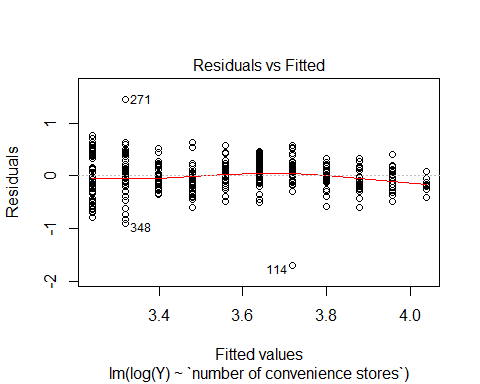 Residuals vs Fitted
Residuals
1
0
-1
-2
271
348
114
3.4 3.6 3.8 4.0
Fitted values
lm(log(Y) ~ `number of convenience stores`)